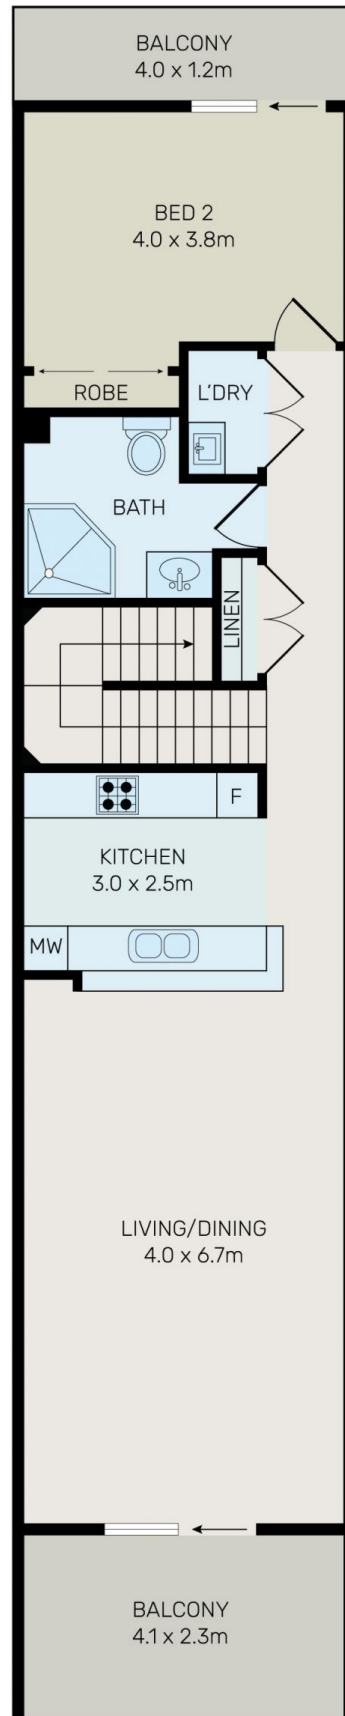 BALCONY
4.0 x 1.2m
BED 2
4.0 x 3.8m
ROBE
L'DRY
BATH
LINEN
F
KITCHEN
3.0 x 2.5m
MW
LIVING/DINING
4.0 x 6.7m
BALCONY
4.1 x 2.3m